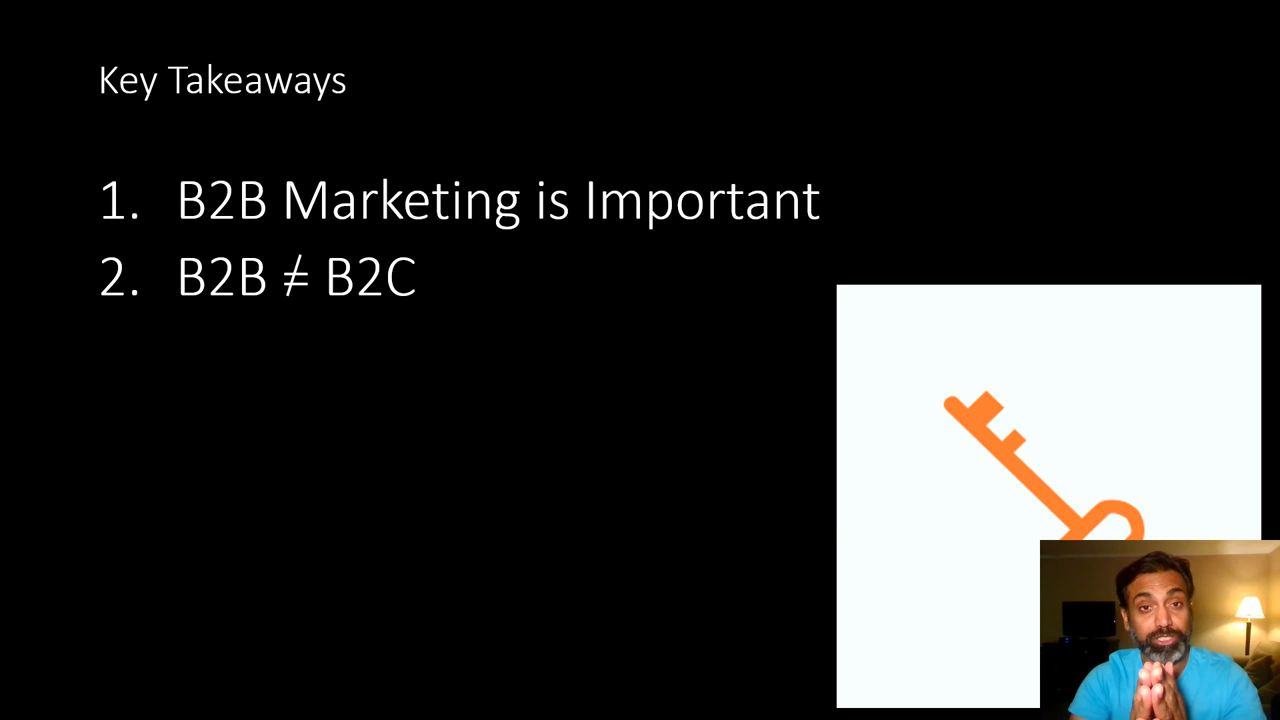 Key Takeaways
1. B2B Marketing is Important
2. B2B ≠ B2C